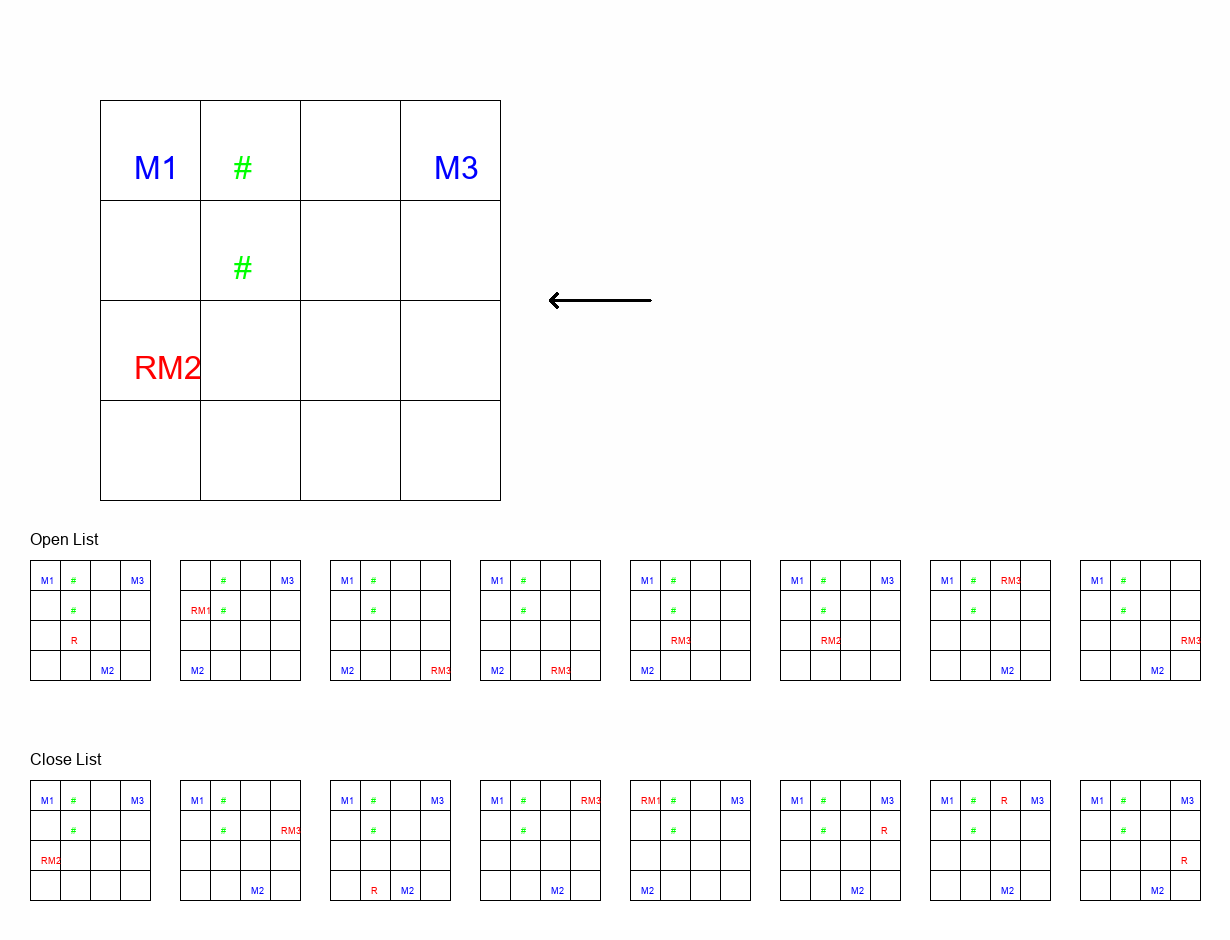 M1 # M3
#
RM2
Open List
M1 # M3 # M3 M1 # M1 # M1 # M1 # M3 M1 # RM3 M1 #
# RM1 # # # # # # #
R RM3 RM2 RM3
M2 M2 M2 RM3 M2 RM3 M2 M2 M2
Close List
M1 # M3 M1 # M1 # M3 M1 # RM3 RM1 # M3 M1 # M3 M1 # R M3 M1 # M3
# # RM3 # # # # R # #
RM2 R
M2 R M2 M2 M2 M2 M2 M2